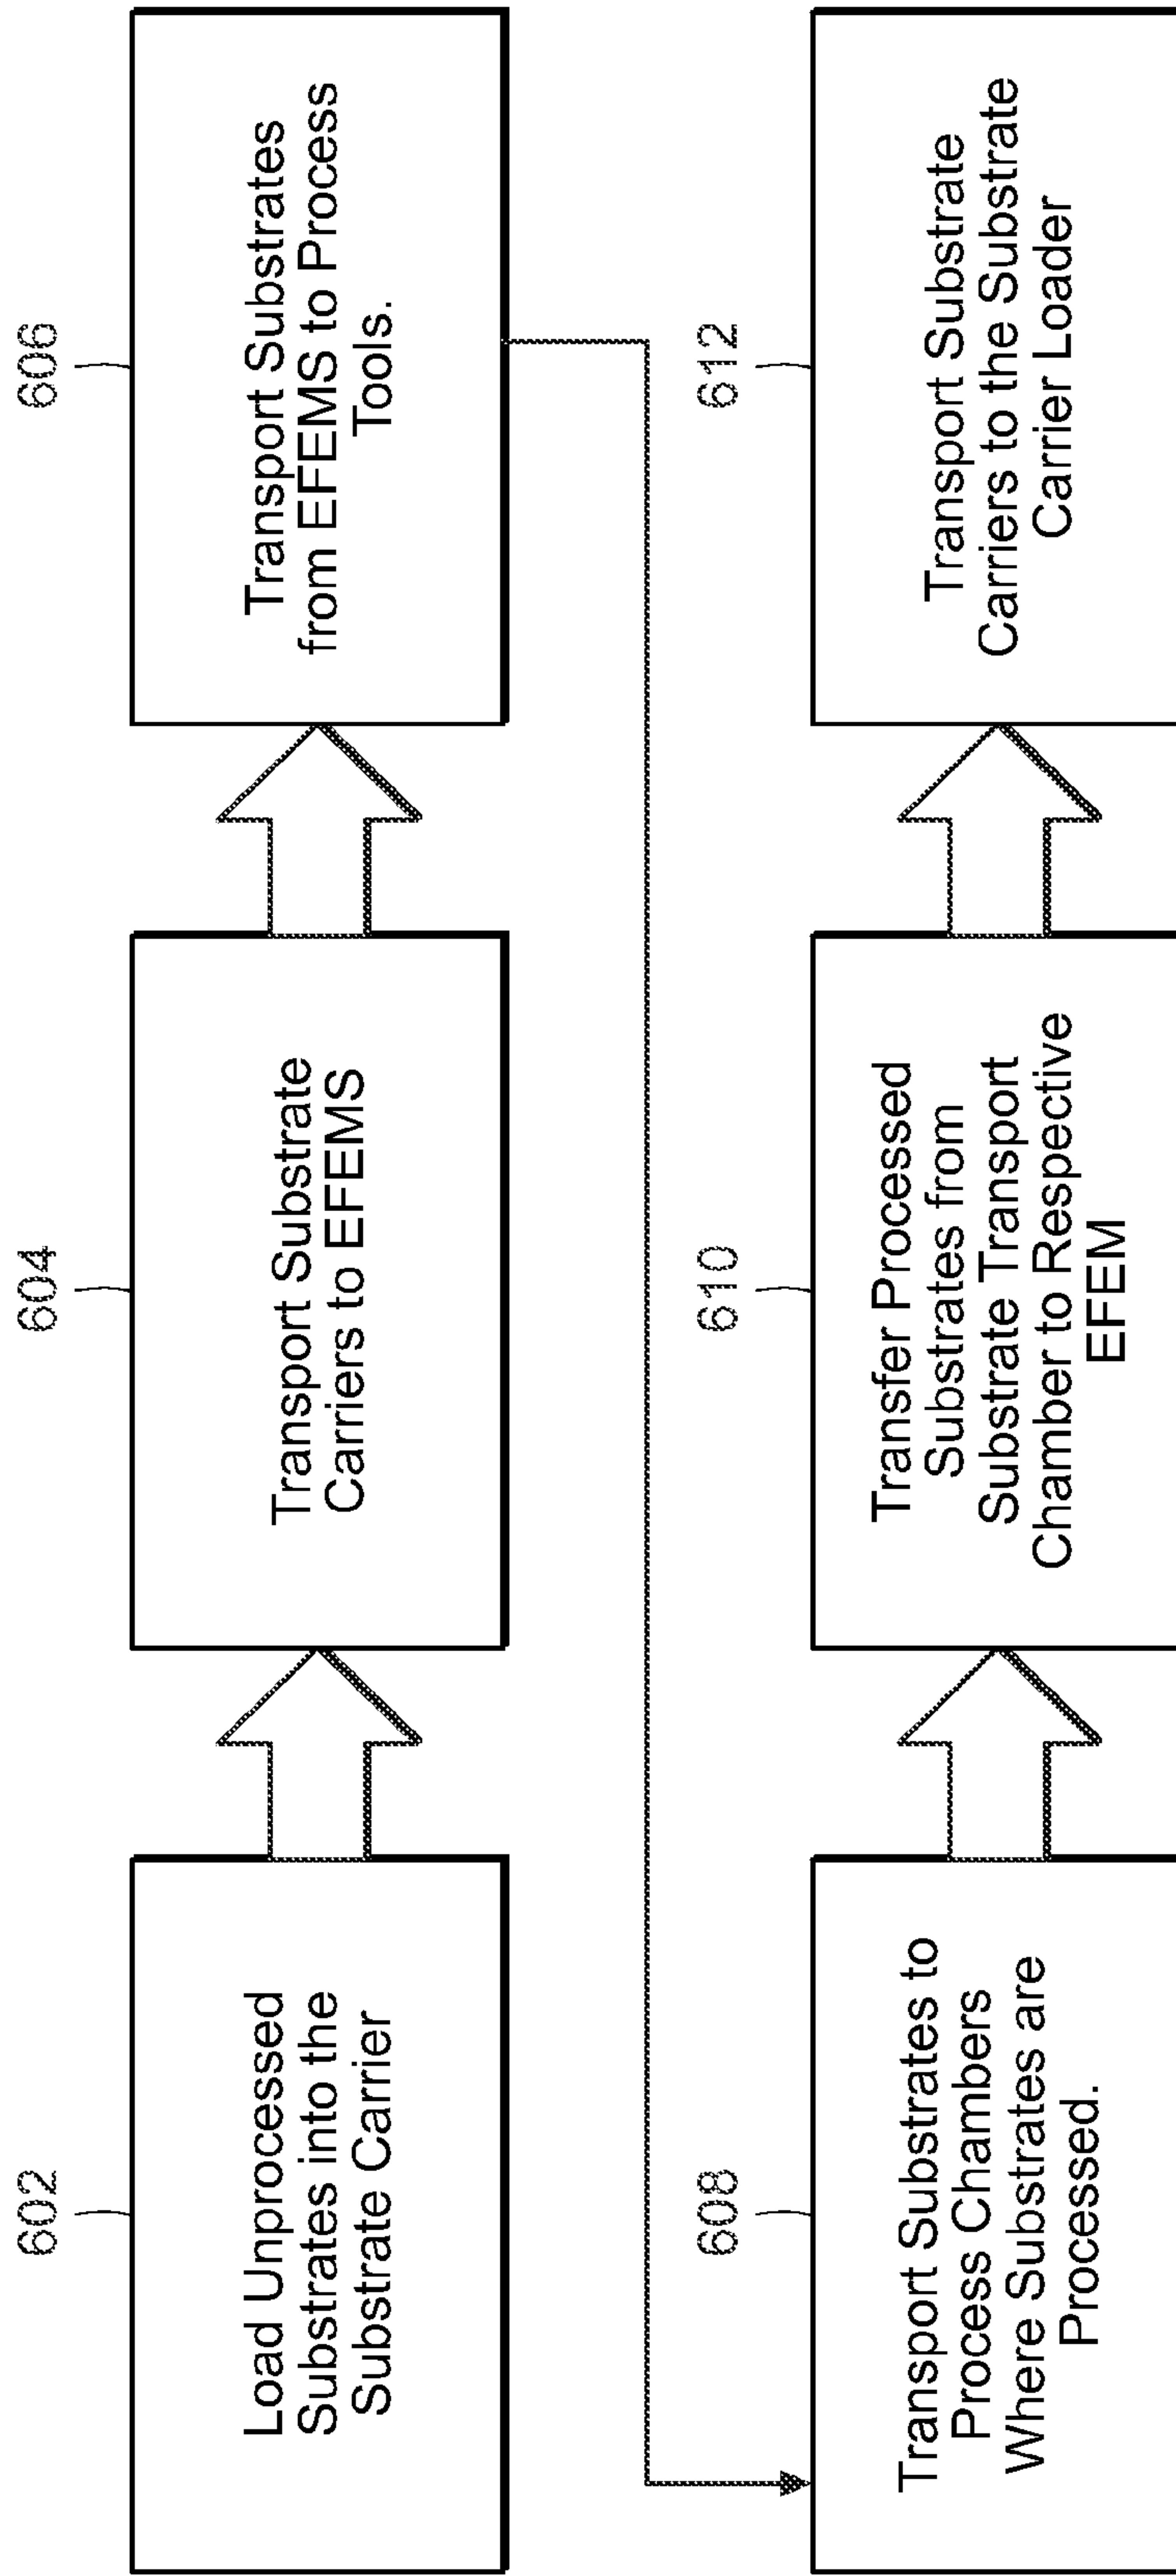 602
Load Unprocessed
Substrates into the
Substrate Carrier
604
Transport Substrate
Carriers to EFEMS
606
Transport Substrates
from EFEMS to Process
Tools.
608
Transport Substrates to
Process Chambers
Where Substrates are
Processed.
610
Transfer Processed
Substrates from
Substrate Transport
Chamber to Respective
EFEM
612
Transport Substrate
Carriers to the Substrate
Carrier Loader